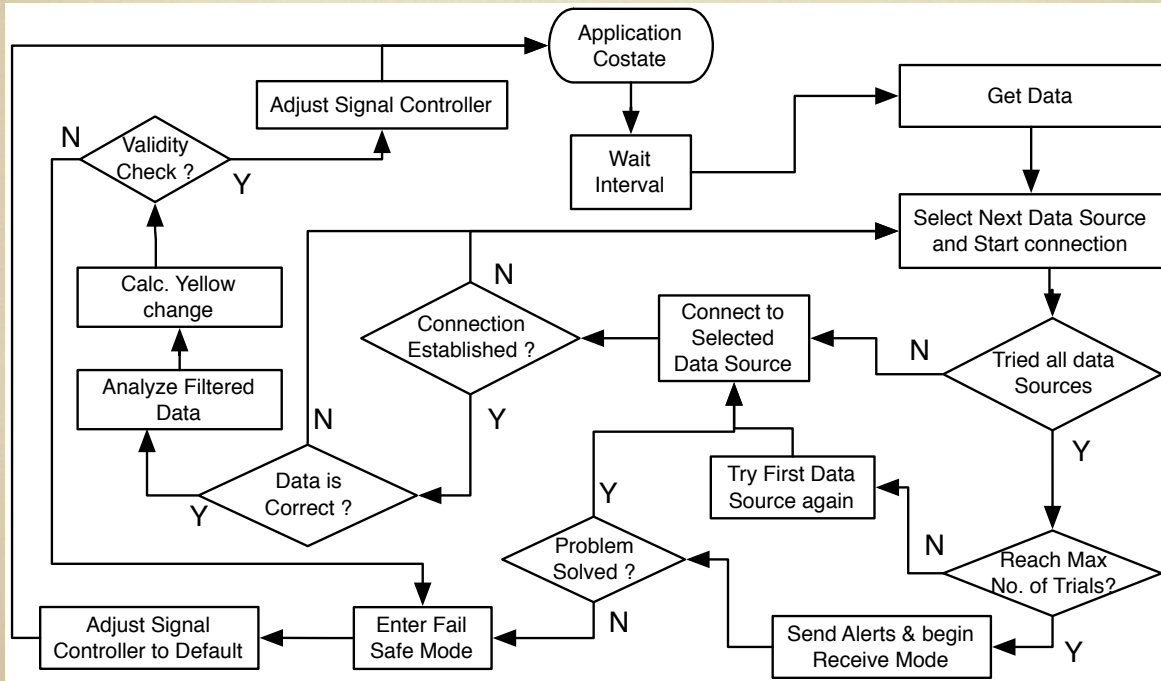 Application
Costate
Adjust Signal Controller
Get Data
N
Validity
Check ?
Y
Wait
Interval
Select Next Data Source
and Start connection
N
N
Calc. Yellow
change
Connection
Established ?
Connect to
Selected
Data Source
N
Tried all data
Sources
Analyze Filtered
Data
N
Y
Y
Data is
Correct ?
Y
Try First Data
Source again
Y
Problem
Solved ?
N
Reach Max
No. of Trials?
Adjust Signal
Controller to Default
Enter Fail
Safe Mode
N
Send Alerts & begin
Receive Mode
Y